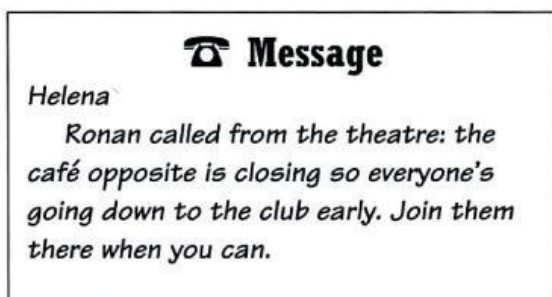 ☎ Message
Helena
Ronan called from the theatre: the
café opposite is closing so everyone's
going down to the club early. Join them
there when you can.